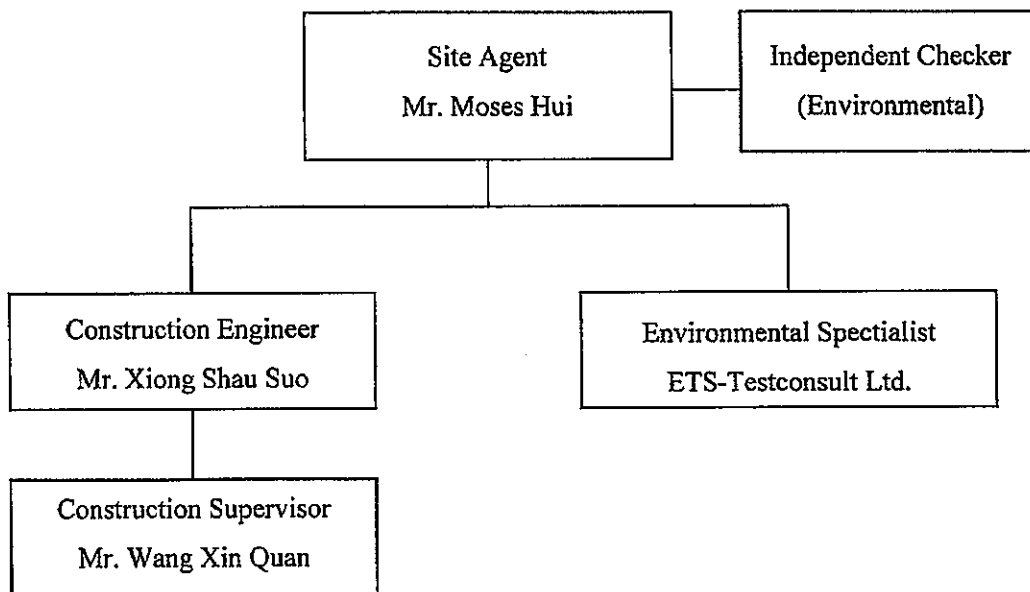 Site Agent
Mr. Moses Hui
Independent Checker
(Environmental)
Construction Engineer
Mr. Xiong Shau Suo
Environmental Spectialist
ETS-Testconsult Ltd.
Construction Supervisor
Mr. Wang Xin Quan